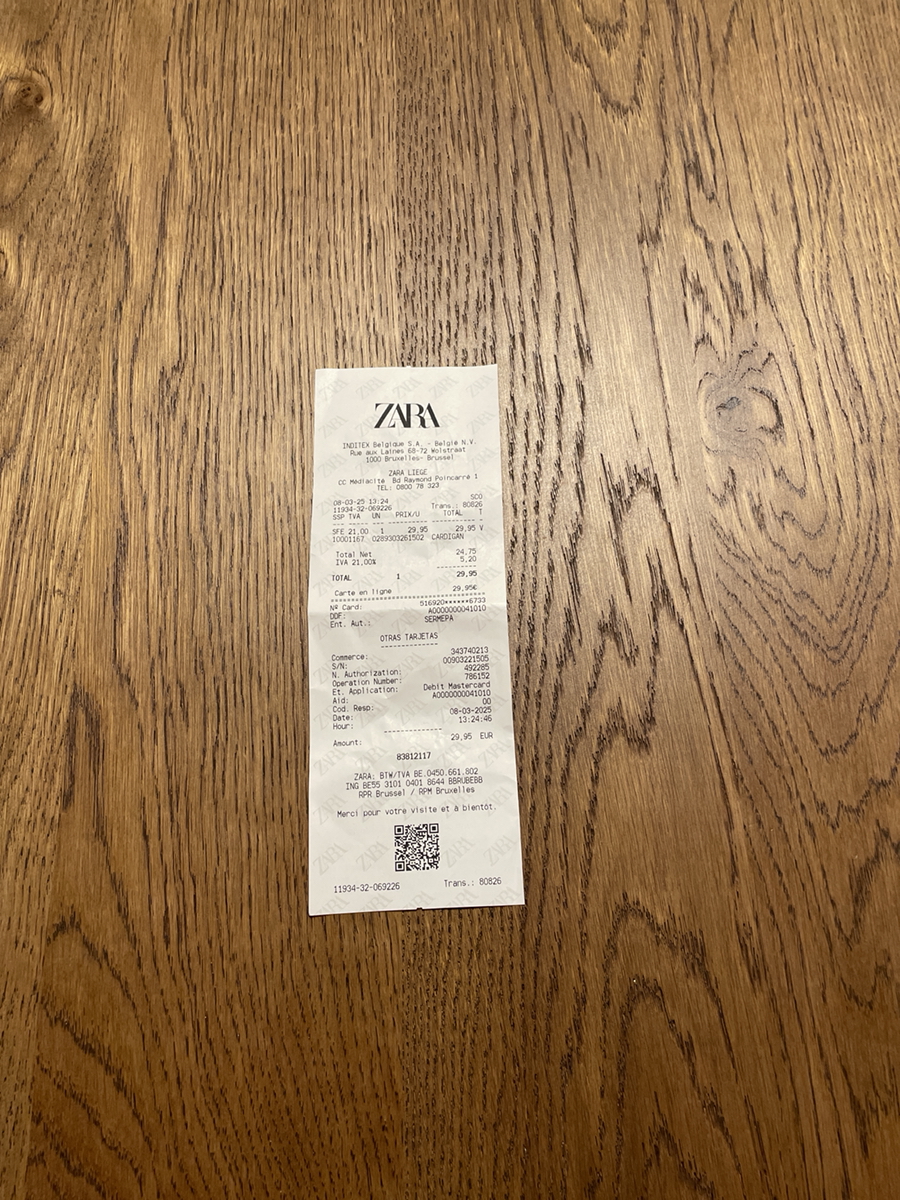 ZARA
INDITEX Belgique S.A. - België N.V.
Rue aux Laines 68-72 Wolstraat
1000 Bruxelles- Brussel
ZARA LIEGE
CC Médiacité Bd Raymond Poincarré 1
TEL: 0800 78 323
08-03-25 13:24 SCO
11934-32-069226 Trans.: 80826
SSP TVA UN PRIX/U TOTAL T
SFE 21,00 1 29,95 29,95 V
10001167 0289303261502 CARDIGAN
Total Net 24,75
IVA 21,00% 5,20
TOTAL 1 29,95
Carte en ligne 29,95€
Nº Card: 516920******6733
DDF: A0000000041010
Ent. Aut.: SERMEPA
OTRAS TARJETAS
Commerce: 343740213
S/N: 00903221505
N. Authorization: 492285
Operation Number: 786152
Et. Application: Debit Mastercard
Aid: A0000000041010
Cod. Resp: 00
Date: 08-03-2025
Hour: 13:24:46
Amount: 29,95 EUR
83812117
ZARA: BTW/TVA BE.0450.661.802
ING BE55 3101 0401 8644 BBRUBEBB
RPR Brussel / RPM Bruxelles
Merci pour votre visite et à bientôt.
11934-32-069226 Trans.: 80826